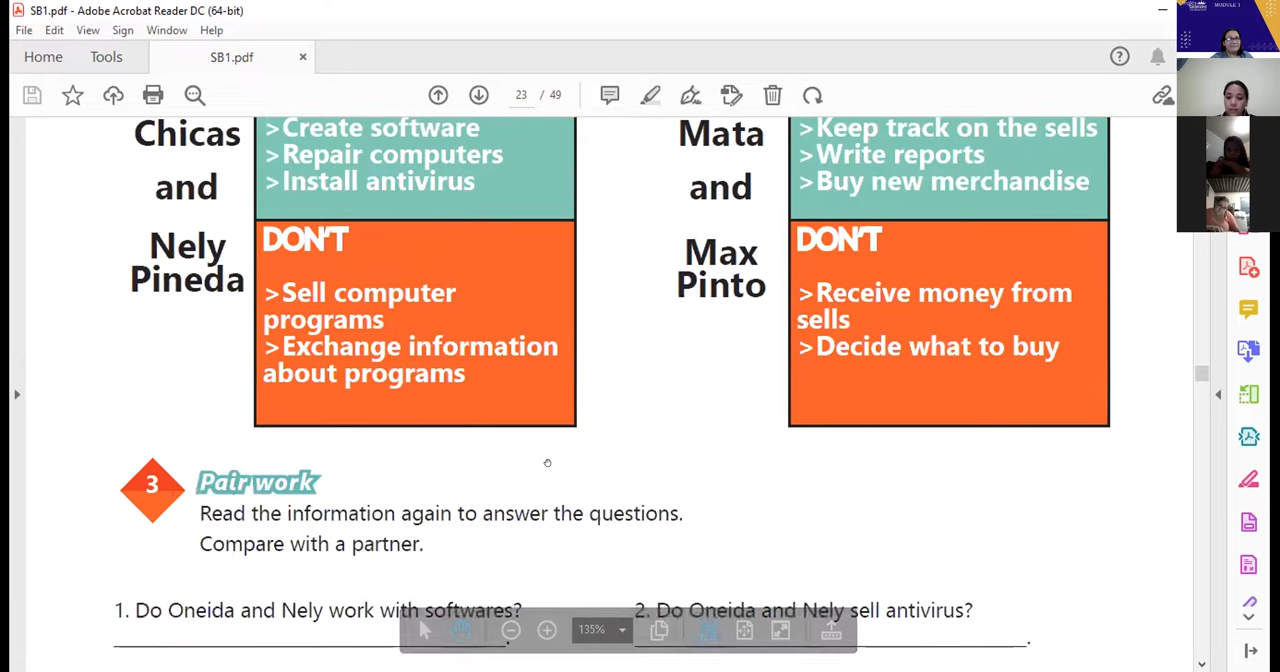 SB1.pdf - Adobe Acrobat Reader DC (64-bit)
File Edit View Sign Window Help
Home Tools SB1.pdf ×
23 / 49
MODULE 1
Chicas
and
Nely
Pineda
>Create software
>Repair computers
>Install antivirus
DON'T
>Sell computer
programs
>Exchange information
about programs
Mata
and
Max
Pinto
>Keep track on the sells
>Write reports
>Buy new merchandise
DON'T
>Receive money from
sells
>Decide what to buy
3 Pair work
Read the information again to answer the questions.
Compare with a partner.
1. Do Oneida and Nely work with softwares?
2. Do Oneida and Nely sell antivirus?
135%